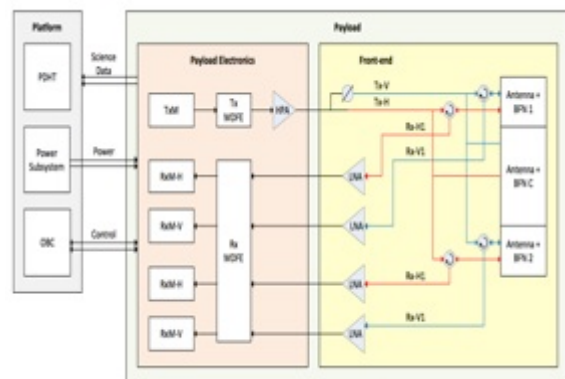 Platform
Payload
PDHT
Science
Data
Payload Electronics
Front-end
TxM
Tx
WDFE
HPA
Tx-V
Tx-H
Antenna +
BFN 1
Rx-H1
Rx-V1
Power
Subsystem
Power
RxM-H
LNA
Antenna +
BFN C
RxM-V
LNA
Rx
WDFE
OBC
Control
RxM-H
LNA
Rx-H1
Antenna +
BFN 2
RxM-V
LNA
Rx-V1